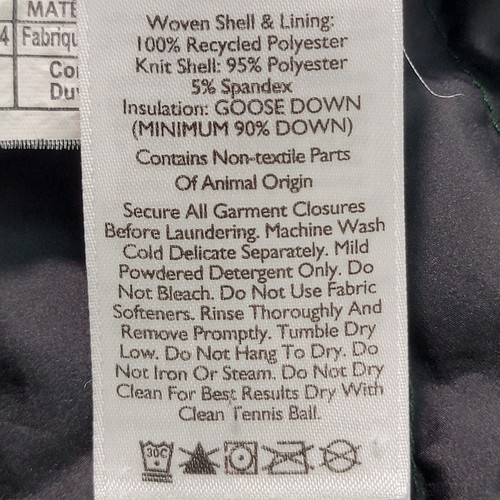 MATE
4 Fabriqu
Co
Du
Woven Shell & Lining:
100% Recycled Polyester
Knit Shell: 95% Polyester
5% Spandex
Insulation: GOOSE DOWN
(MINIMUM 90% DOWN)
Contains Non-textile Parts
Of Animal Origin
Secure All Garment Closures
Before Laundering. Machine Wash
Cold Delicate Separately. Mild
Powdered Detergent Only. Do
Not Bleach. Do Not Use Fabric
Softeners. Rinse Thoroughly And
Remove Promptly. Tumble Dry
Low. Do Not Hang To Dry. Do
Not Iron Or Steam. Do Not Dry
Clean For Best Results Dry With
Clean Tennis Ball.
30C